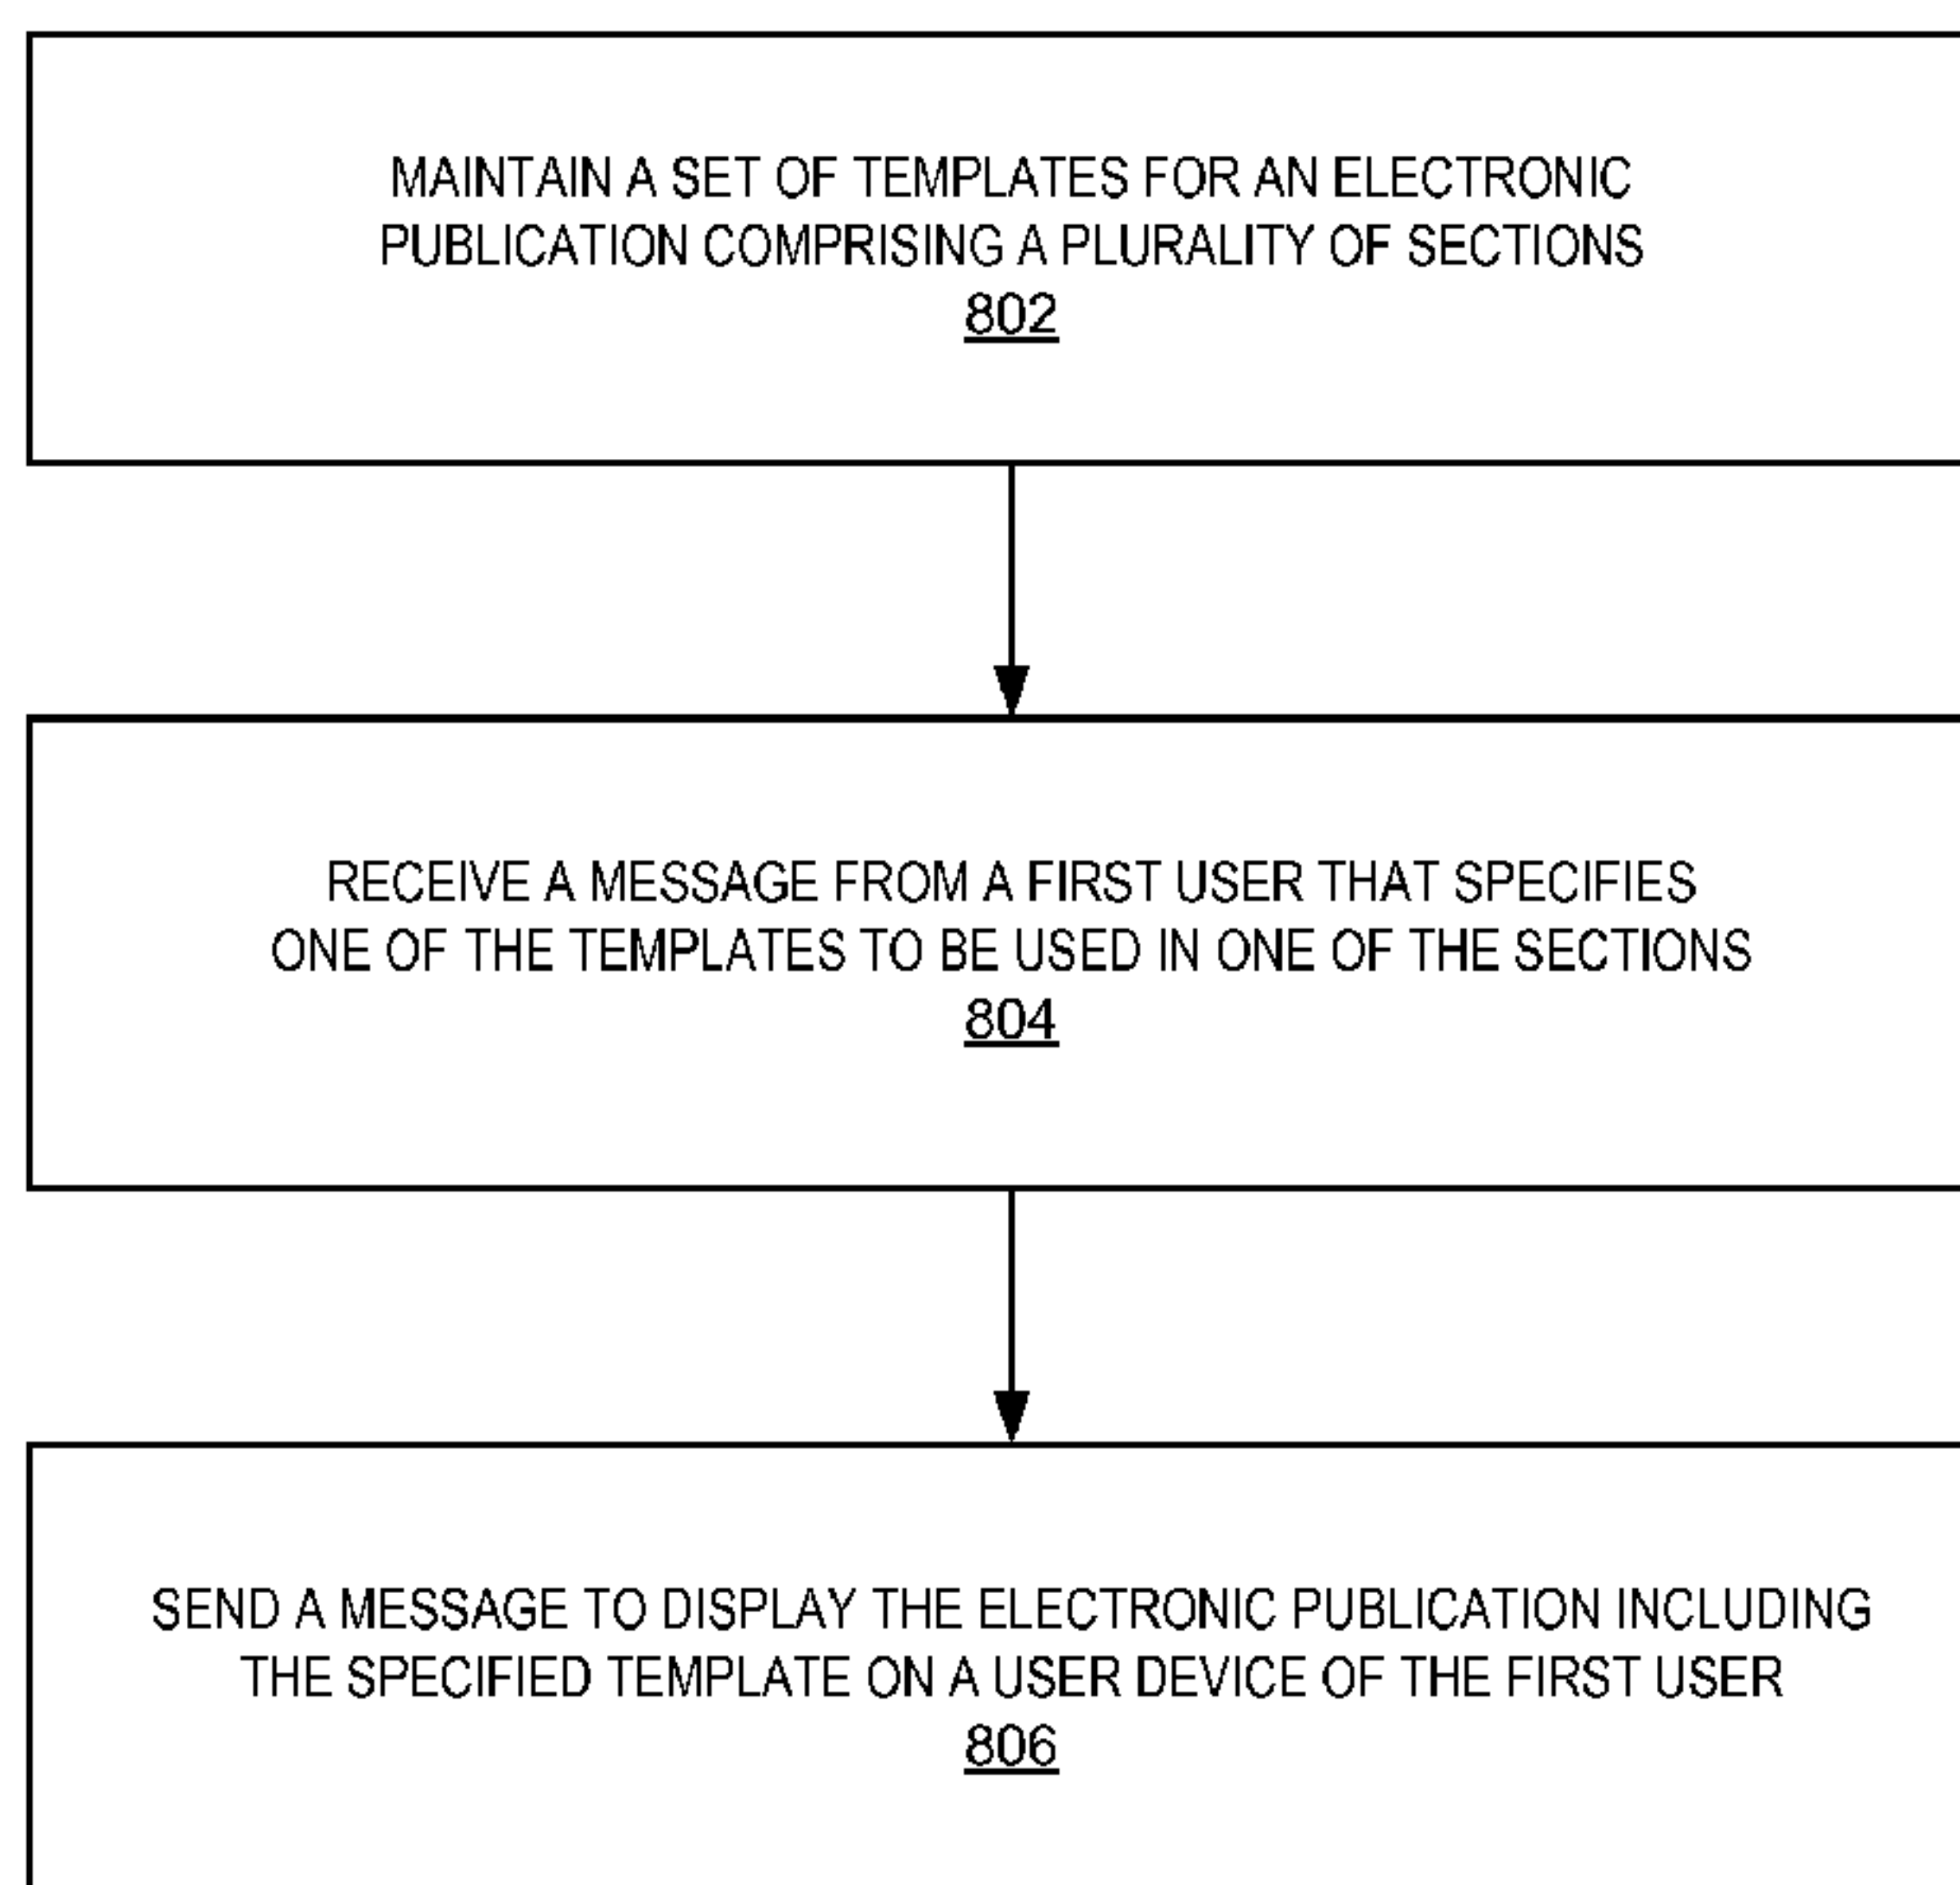 MAINTAIN A SET OF TEMPLATES FOR AN ELECTRONIC
PUBLICATION COMPRISING A PLURALITY OF SECTIONS
802
RECEIVE A MESSAGE FROM A FIRST USER THAT SPECIFIES
ONE OF THE TEMPLATES TO BE USED IN ONE OF THE SECTIONS
804
SEND A MESSAGE TO DISPLAY THE ELECTRONIC PUBLICATION INCLUDING
THE SPECIFIED TEMPLATE ON A USER DEVICE OF THE FIRST USER
806